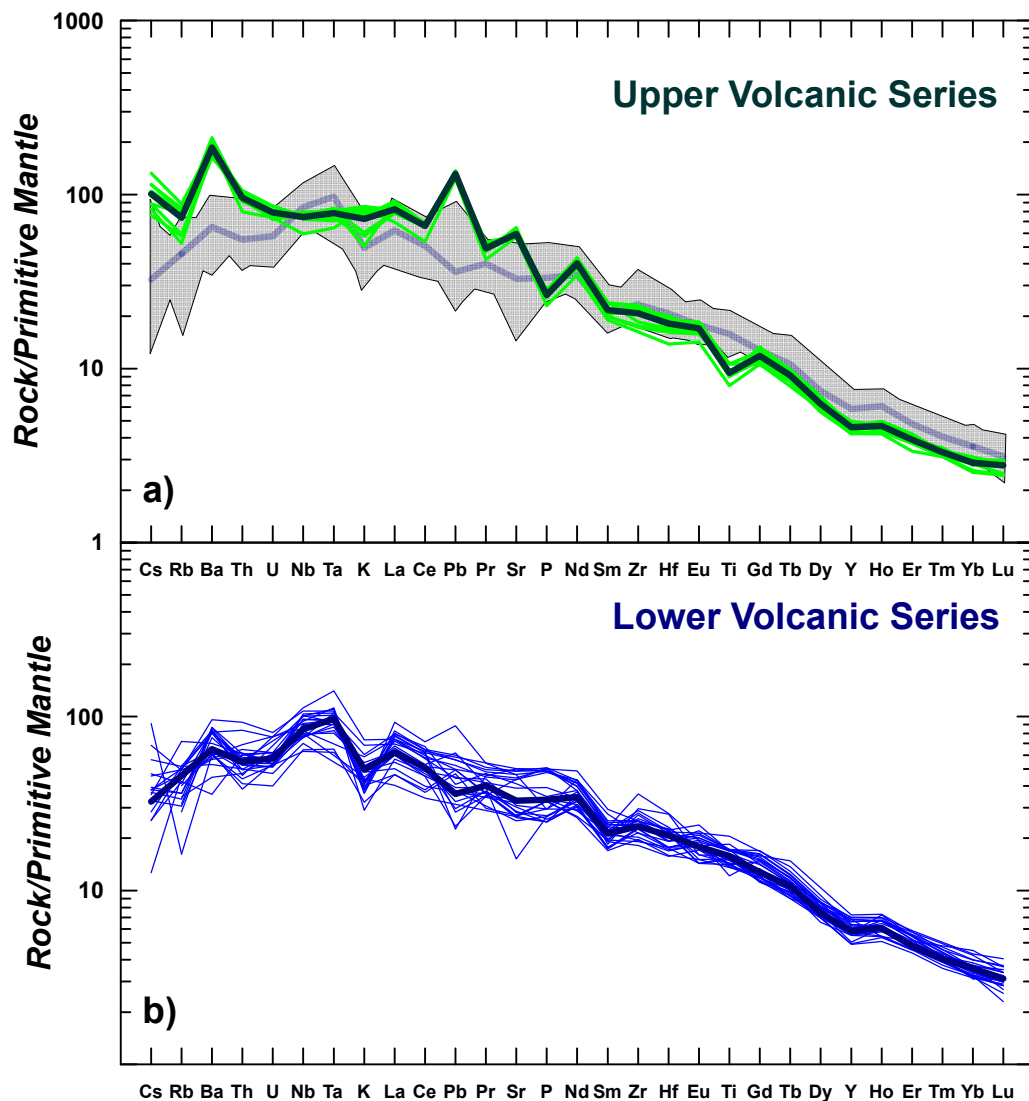 1000
Upper Volcanic Series
100
Rock/Primitive Mantle
10
a)
1
Cs Rb Ba Th U Nb Ta K La Ce Pb Pr Sr P Nd Sm Zr Hf Eu Ti Gd Tb Dy Y Ho Er Tm Yb Lu
Lower Volcanic Series
100
Rock/Primitive Mantle
10
b)
Cs Rb Ba Th U Nb Ta K La Ce Pb Pr Sr P Nd Sm Zr Hf Eu Ti Gd Tb Dy Y Ho Er Tm Yb Lu